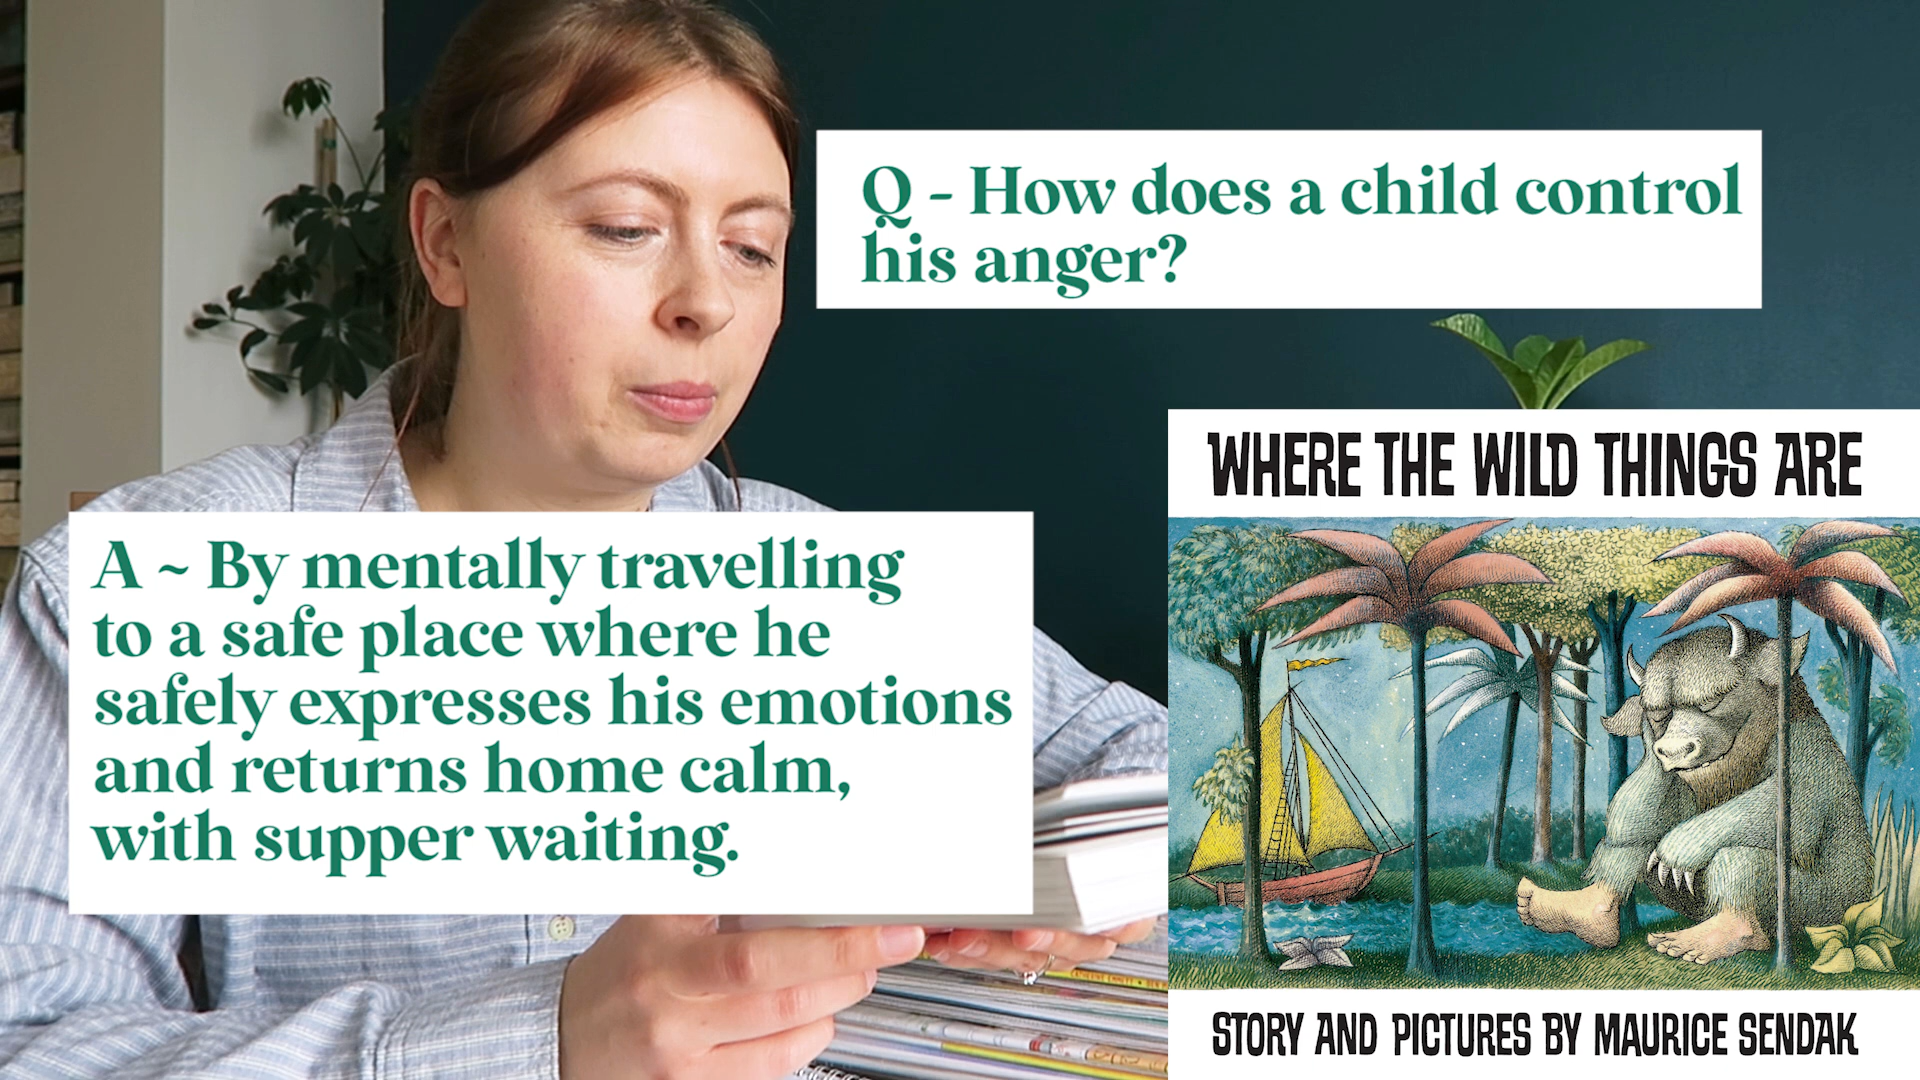 Q - How does a child control
his anger?
A ~ By mentally travelling
to a safe place where he
safely expresses his emotions
and returns home calm,
with supper waiting.
WHERE THE WILD THINGS ARE
STORY AND PICTURES BY MAURICE SENDAK